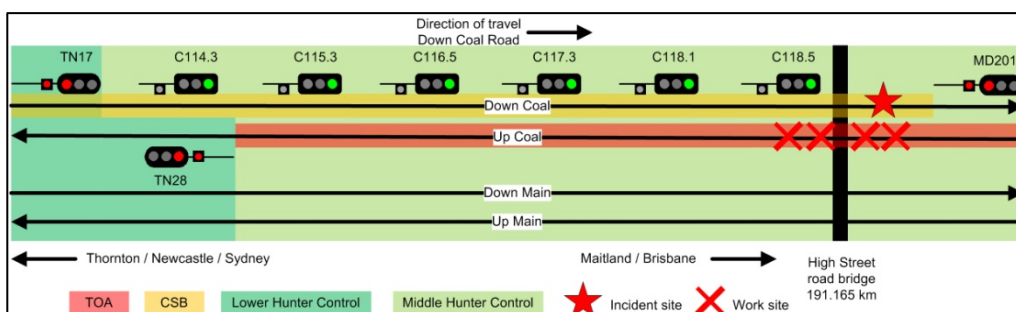 Direction of travel
Down Coal Road
TN17
C114.3
C115.3
C116.5
C117.3
C118.1
C118.5
MD201
Down Coal
Up Coal
TN28
Down Main
Up Main
Thornton / Newcastle / Sydney
Maitland / Brisbane
High Street
road bridge
191.165 km
TOA
CSB
Lower Hunter Control
Middle Hunter Control
Incident site
Work site